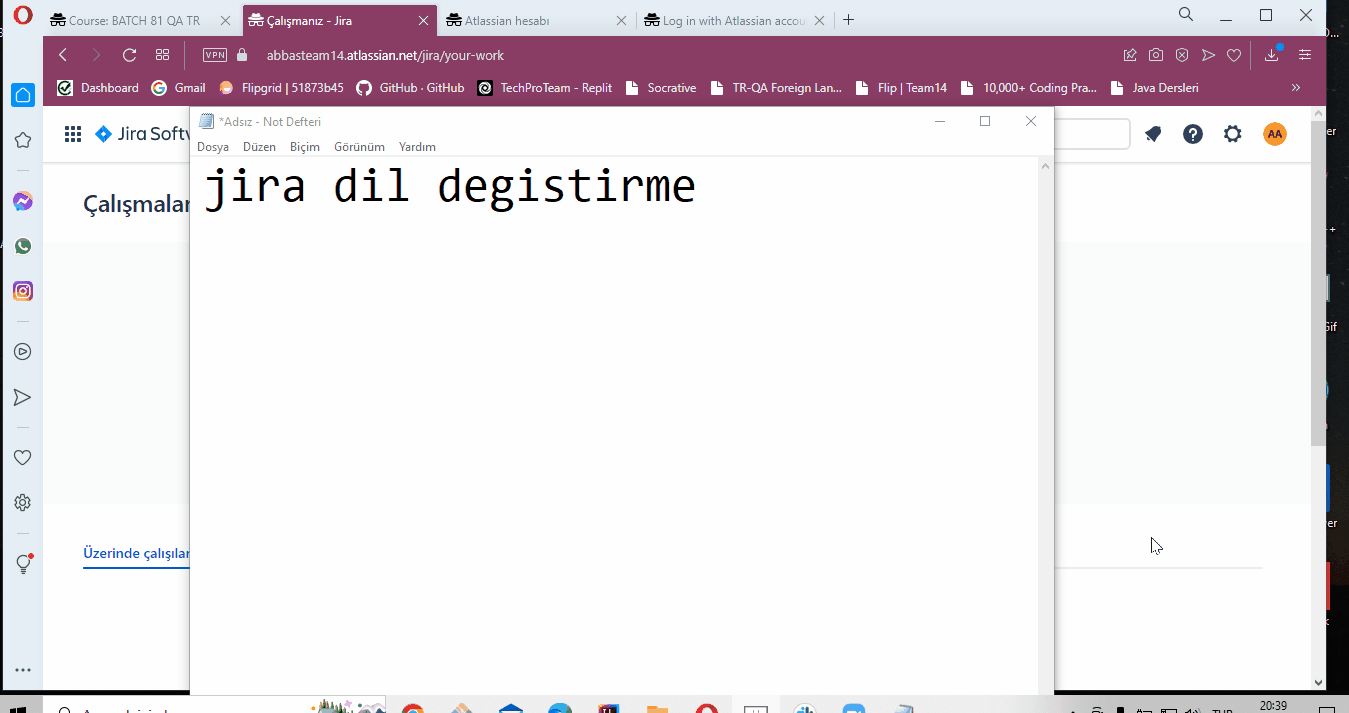 Course: BATCH 81 QA TR
Çalışmanız - Jira
Atlassian hesabı
Log in with Atlassian accou
VPN
abbasteam14.atlassian.net/jira/your-work
Dashboard
Gmail
Flipgrid | 51873b45
GitHub · GitHub
TechProTeam - Replit
Socrative
TR-QA Foreign Lan...
Flip | Team14
10,000+ Coding Pra...
Java Dersleri
»
Jira Softw
AA
*Adsız - Not Defteri
Dosya Düzen Biçim Görünüm Yardım
jira dil degistirme
Çalışmalar
Üzerinde çalışılar
20:39
TUR